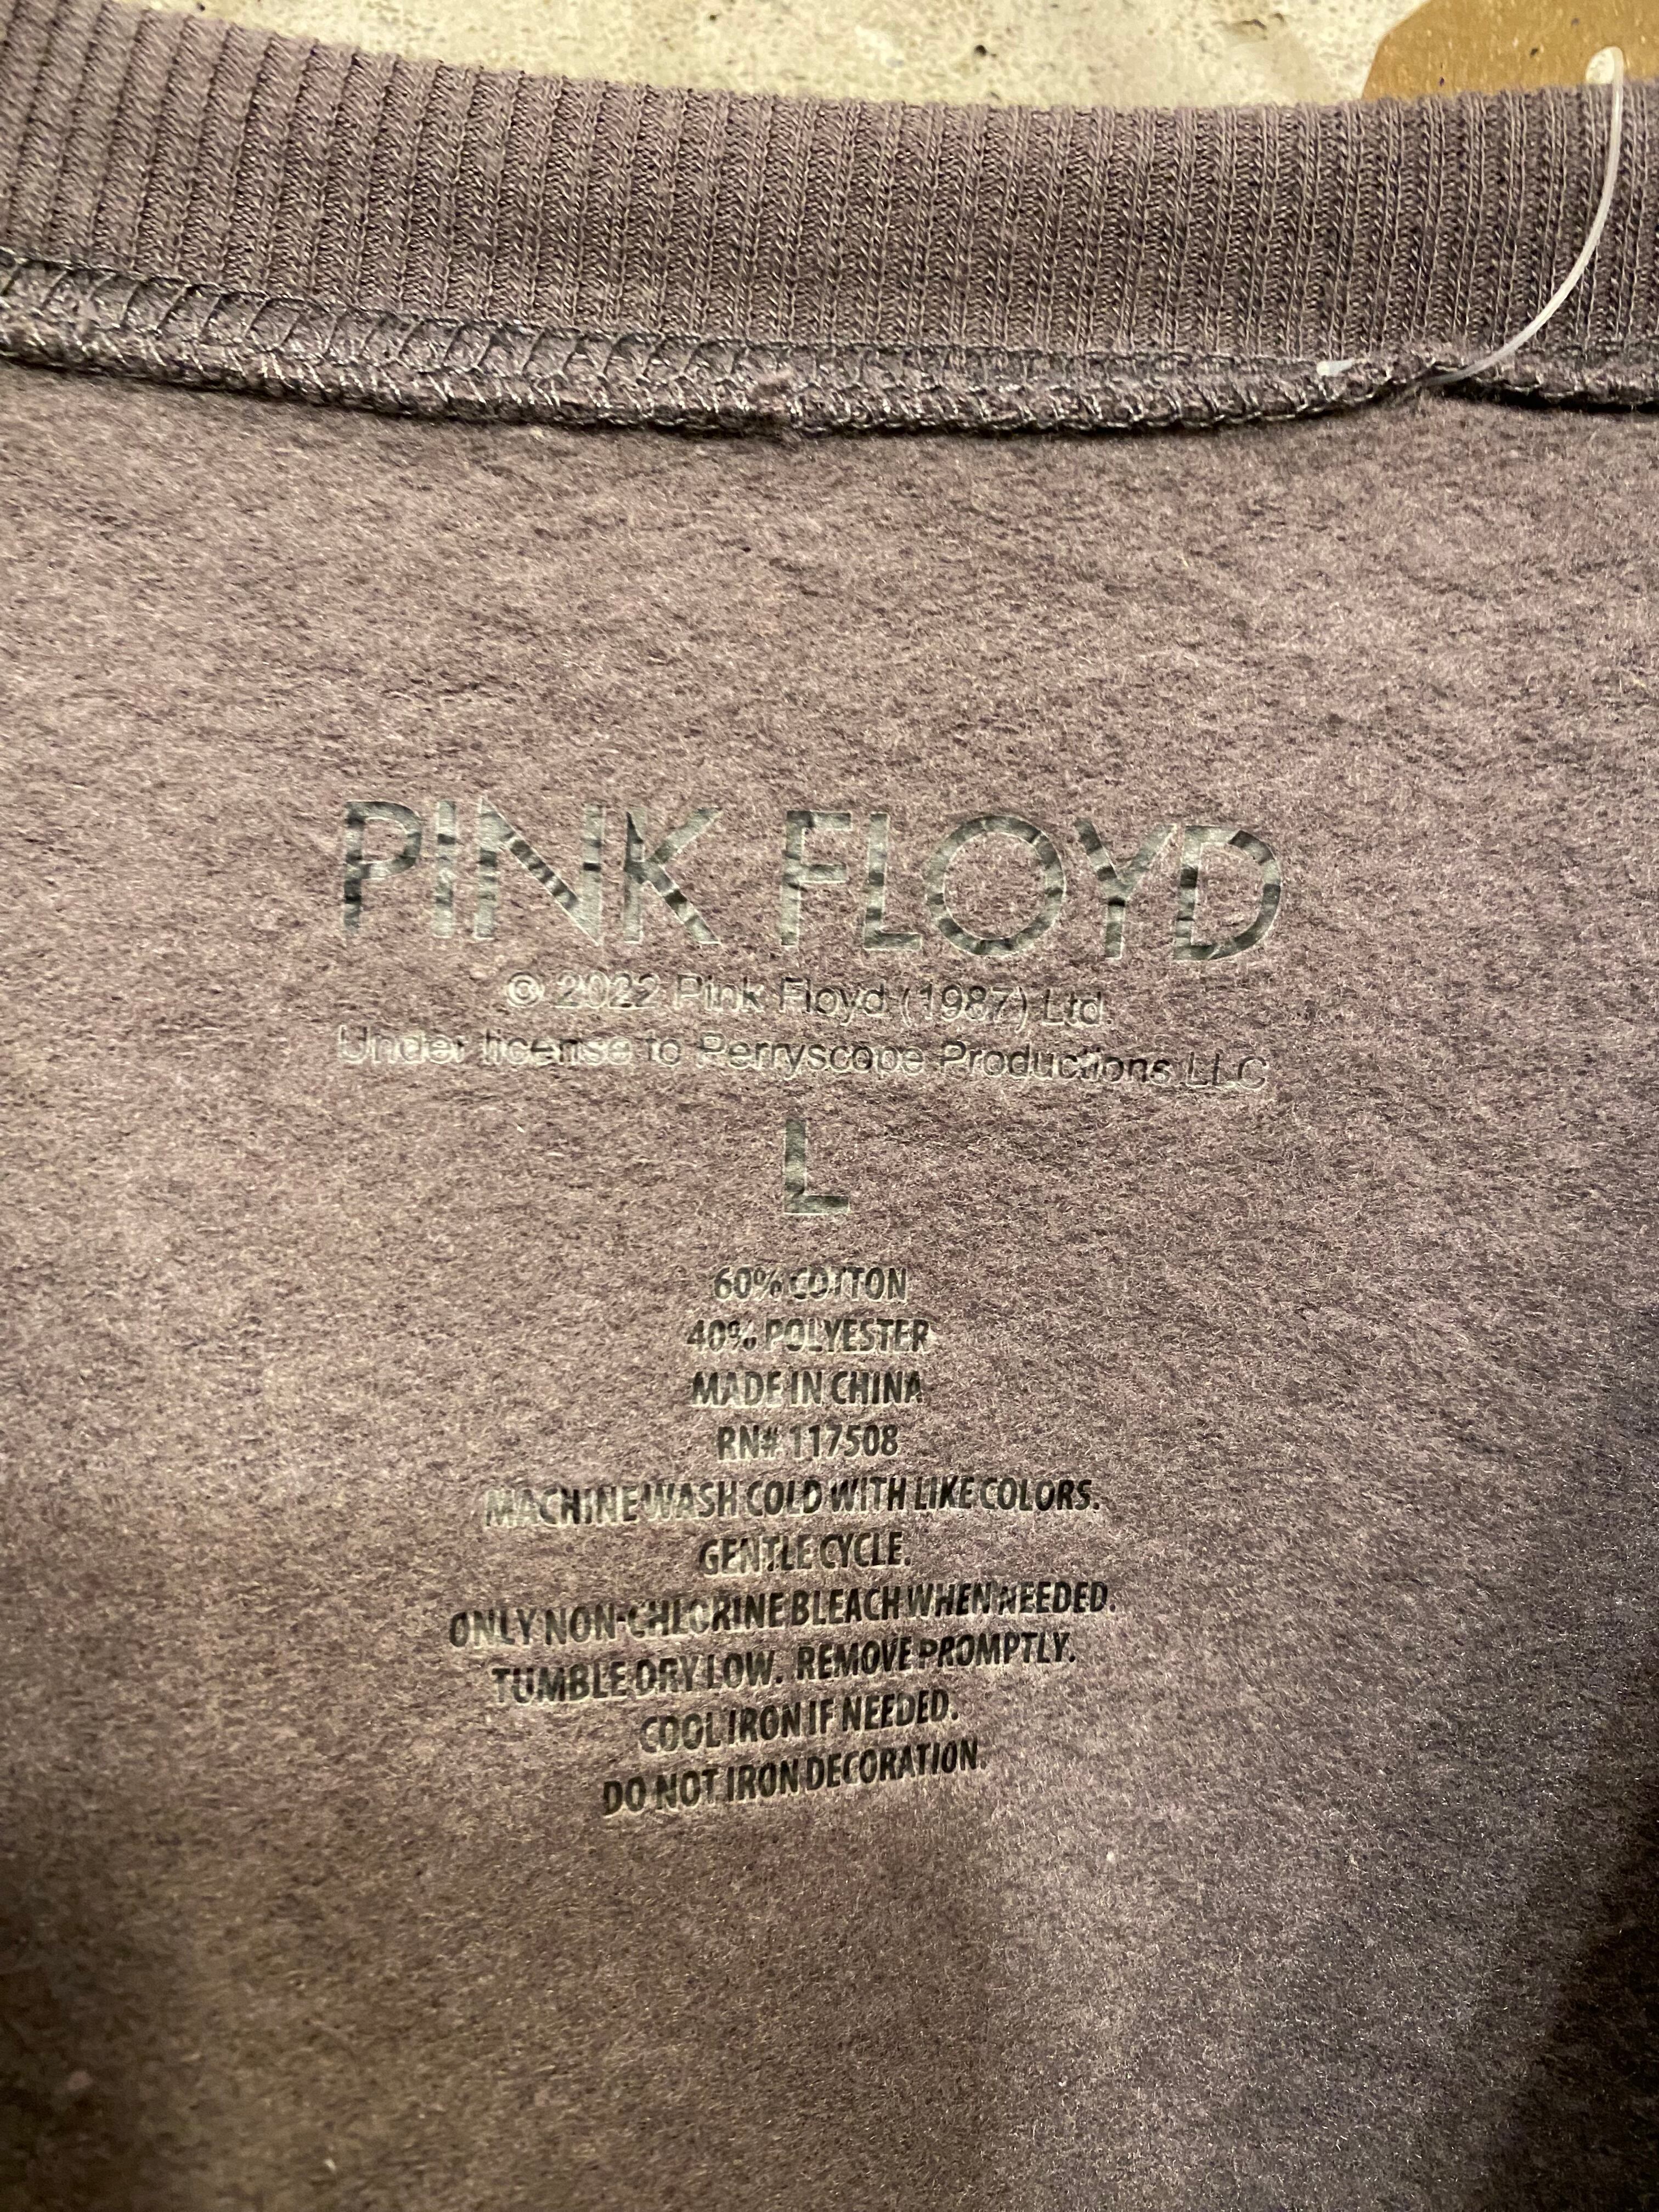 PINK FLOYD
© 2022 Pink Floyd (1987) Ltd.
Under license to Perryscope Productions LLC
L
60% COTTON
40% POLYESTER
MADE IN CHINA
RN# 117508
MACHINE WASH COLD WITH LIKE COLORS.
GENTLE CYCLE.
ONLY NON-CHLORINE BLEACH WHEN NEEDED.
TUMBLE DRY LOW. REMOVE PROMPTLY.
COOL IRON IF NEEDED.
DO NOT IRON DECORATION.